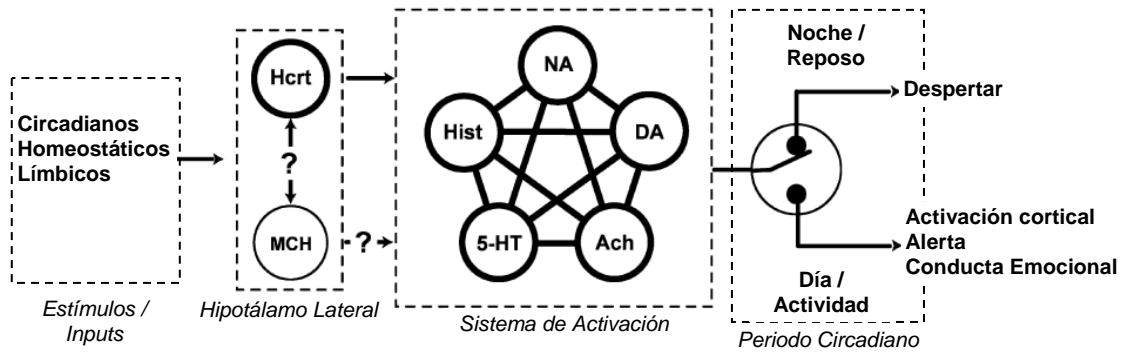 Circadianos
Homeostáticos
Límbicos
Estímulos /
Inputs
Hcrt
?
MCH
?
Hipotálamo Lateral
NA
Hist
DA
5-HT
Ach
Sistema de Activación
Noche /
Reposo
Despertar
Activación cortical
Alerta
Conducta Emocional
Día /
Actividad
Periodo Circadiano